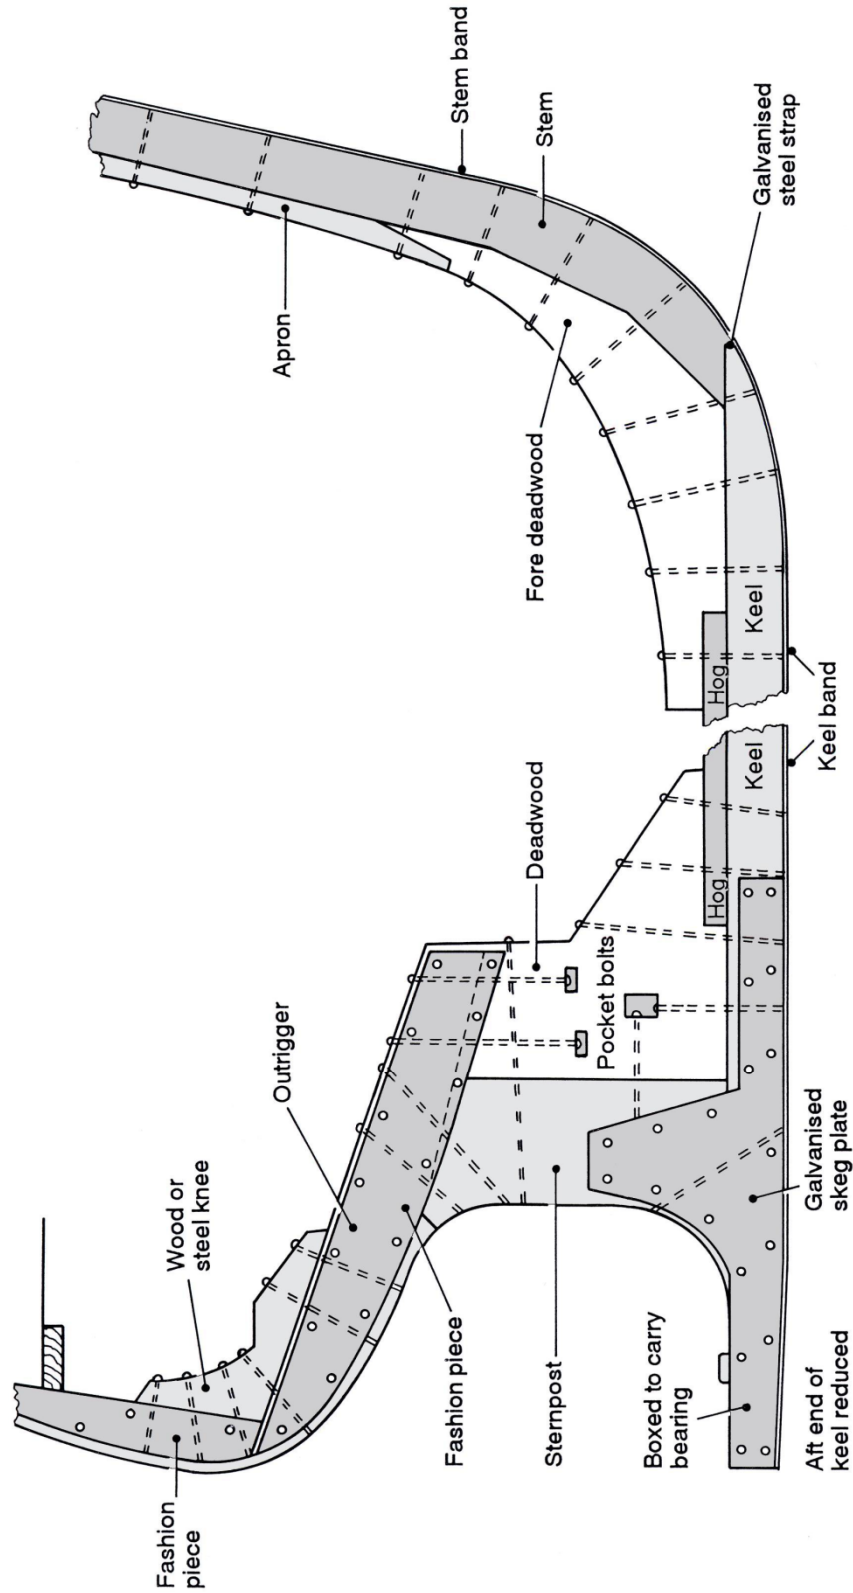 Fashion
piece
Wood or
steel knee
Outrigger
Fashion piece
Sternpost
Boxed to carry
bearing
Aft end of
keel reduced
Galvanised
skeg plate
Pocket bolts
Deadwood
Hog
Keel
Keel band
Hog
Keel
Fore deadwood
Apron
Stem band
Stem
Galvanised
steel strap